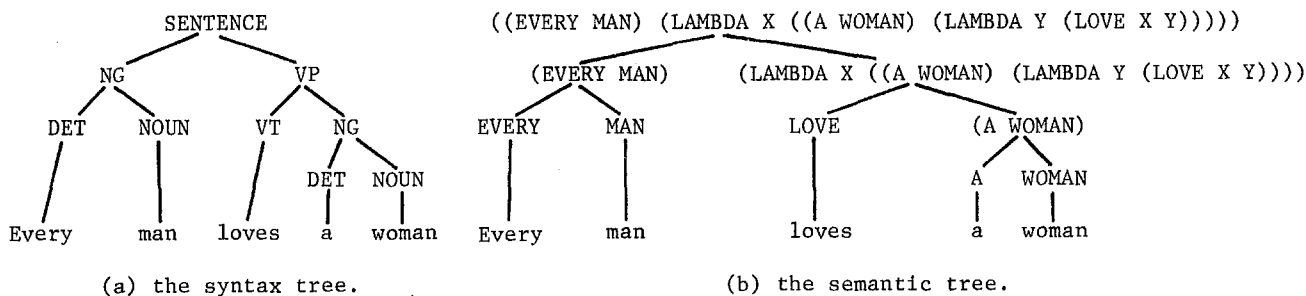 SENTENCE ((EVERY MAN) (LAMBDA X ((A WOMAN) (LAMBDA Y (LOVE X Y)))))
NG VP (EVERY MAN) (LAMBDA X ((A WOMAN) (LAMBDA Y (LOVE X Y))))
DET NOUN VT NG EVERY MAN LOVE (A WOMAN)
DET NOUN A WOMAN
Every man loves a woman Every man loves a woman
(a) the syntax tree. (b) the semantic tree.